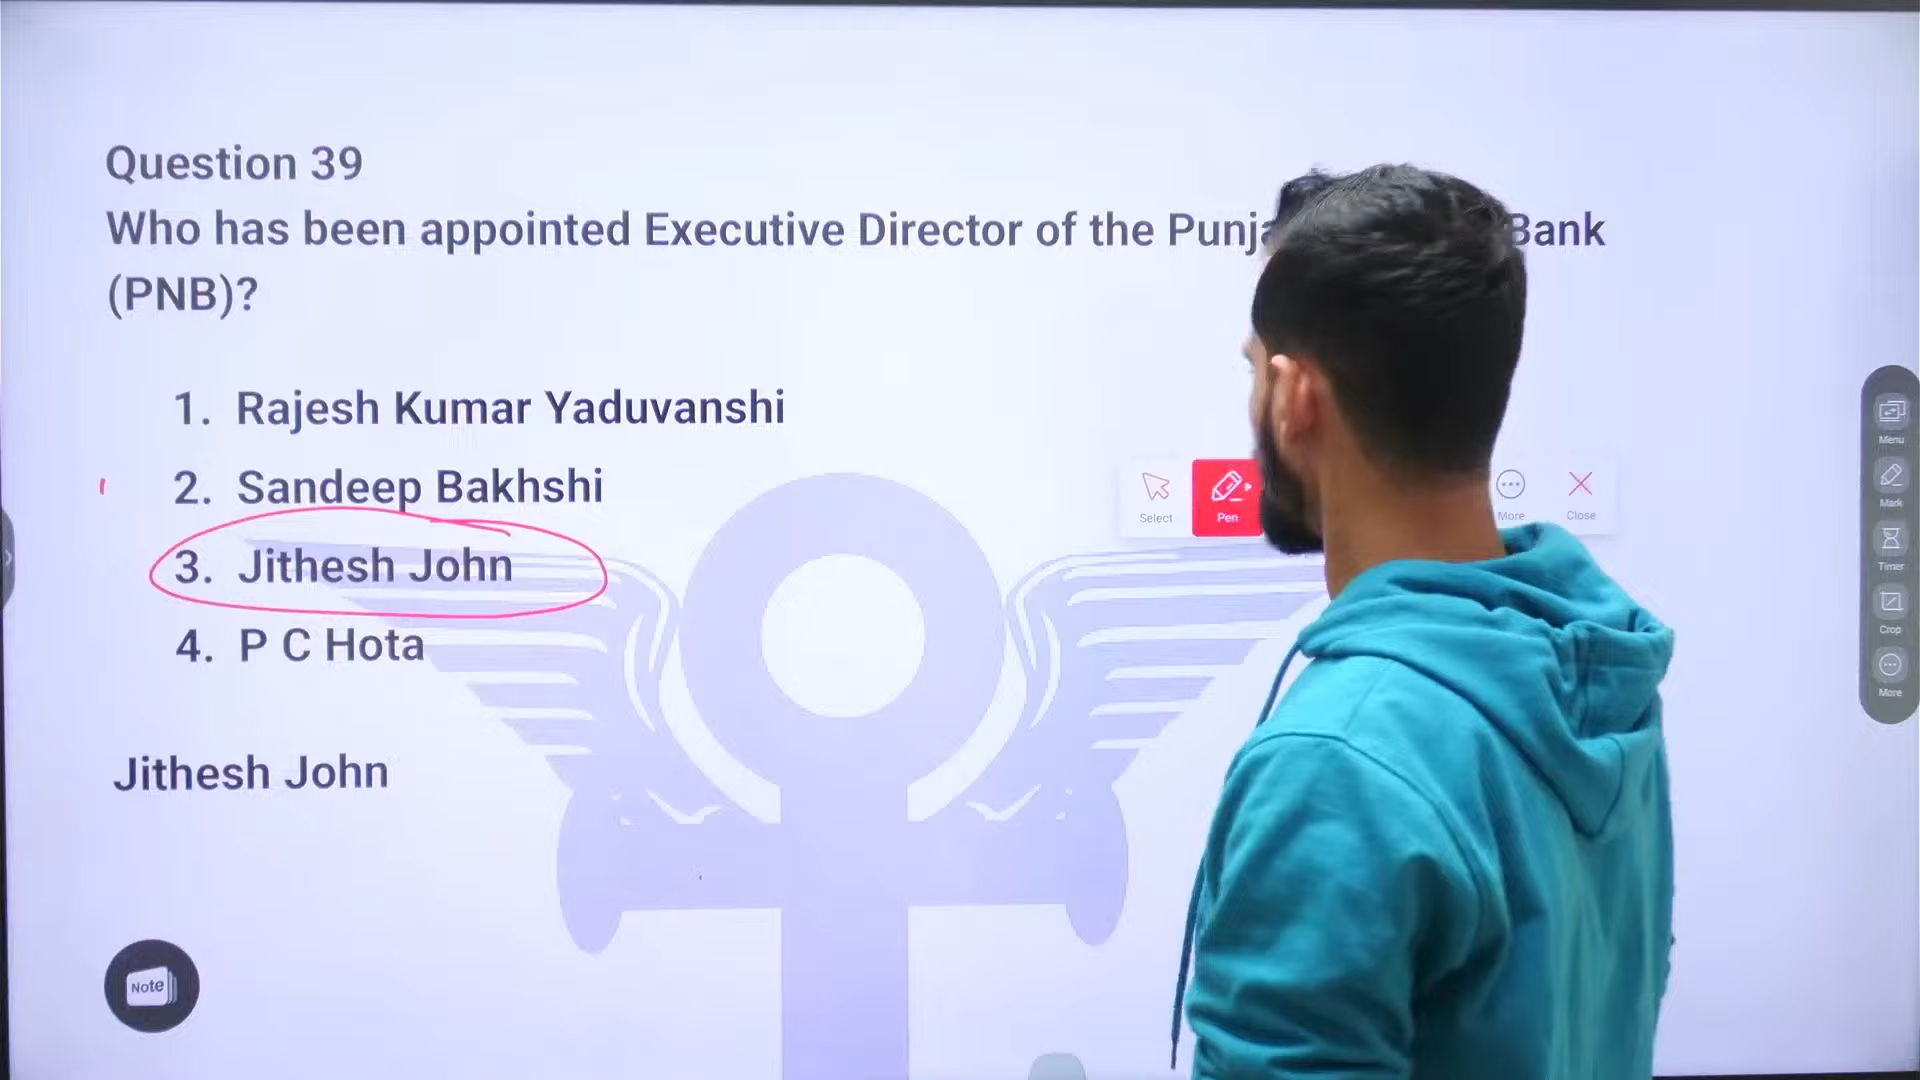 Question 39
Who has been appointed Executive Director of the Punja Bank
(PNB)?
1. Rajesh Kumar Yaduvanshi
2. Sandeep Bakhshi
3. Jithesh John
4. P C Hota
Jithesh John
Select
Pen
More
Close
Menu
Mark
Timer
Crop
More
Note